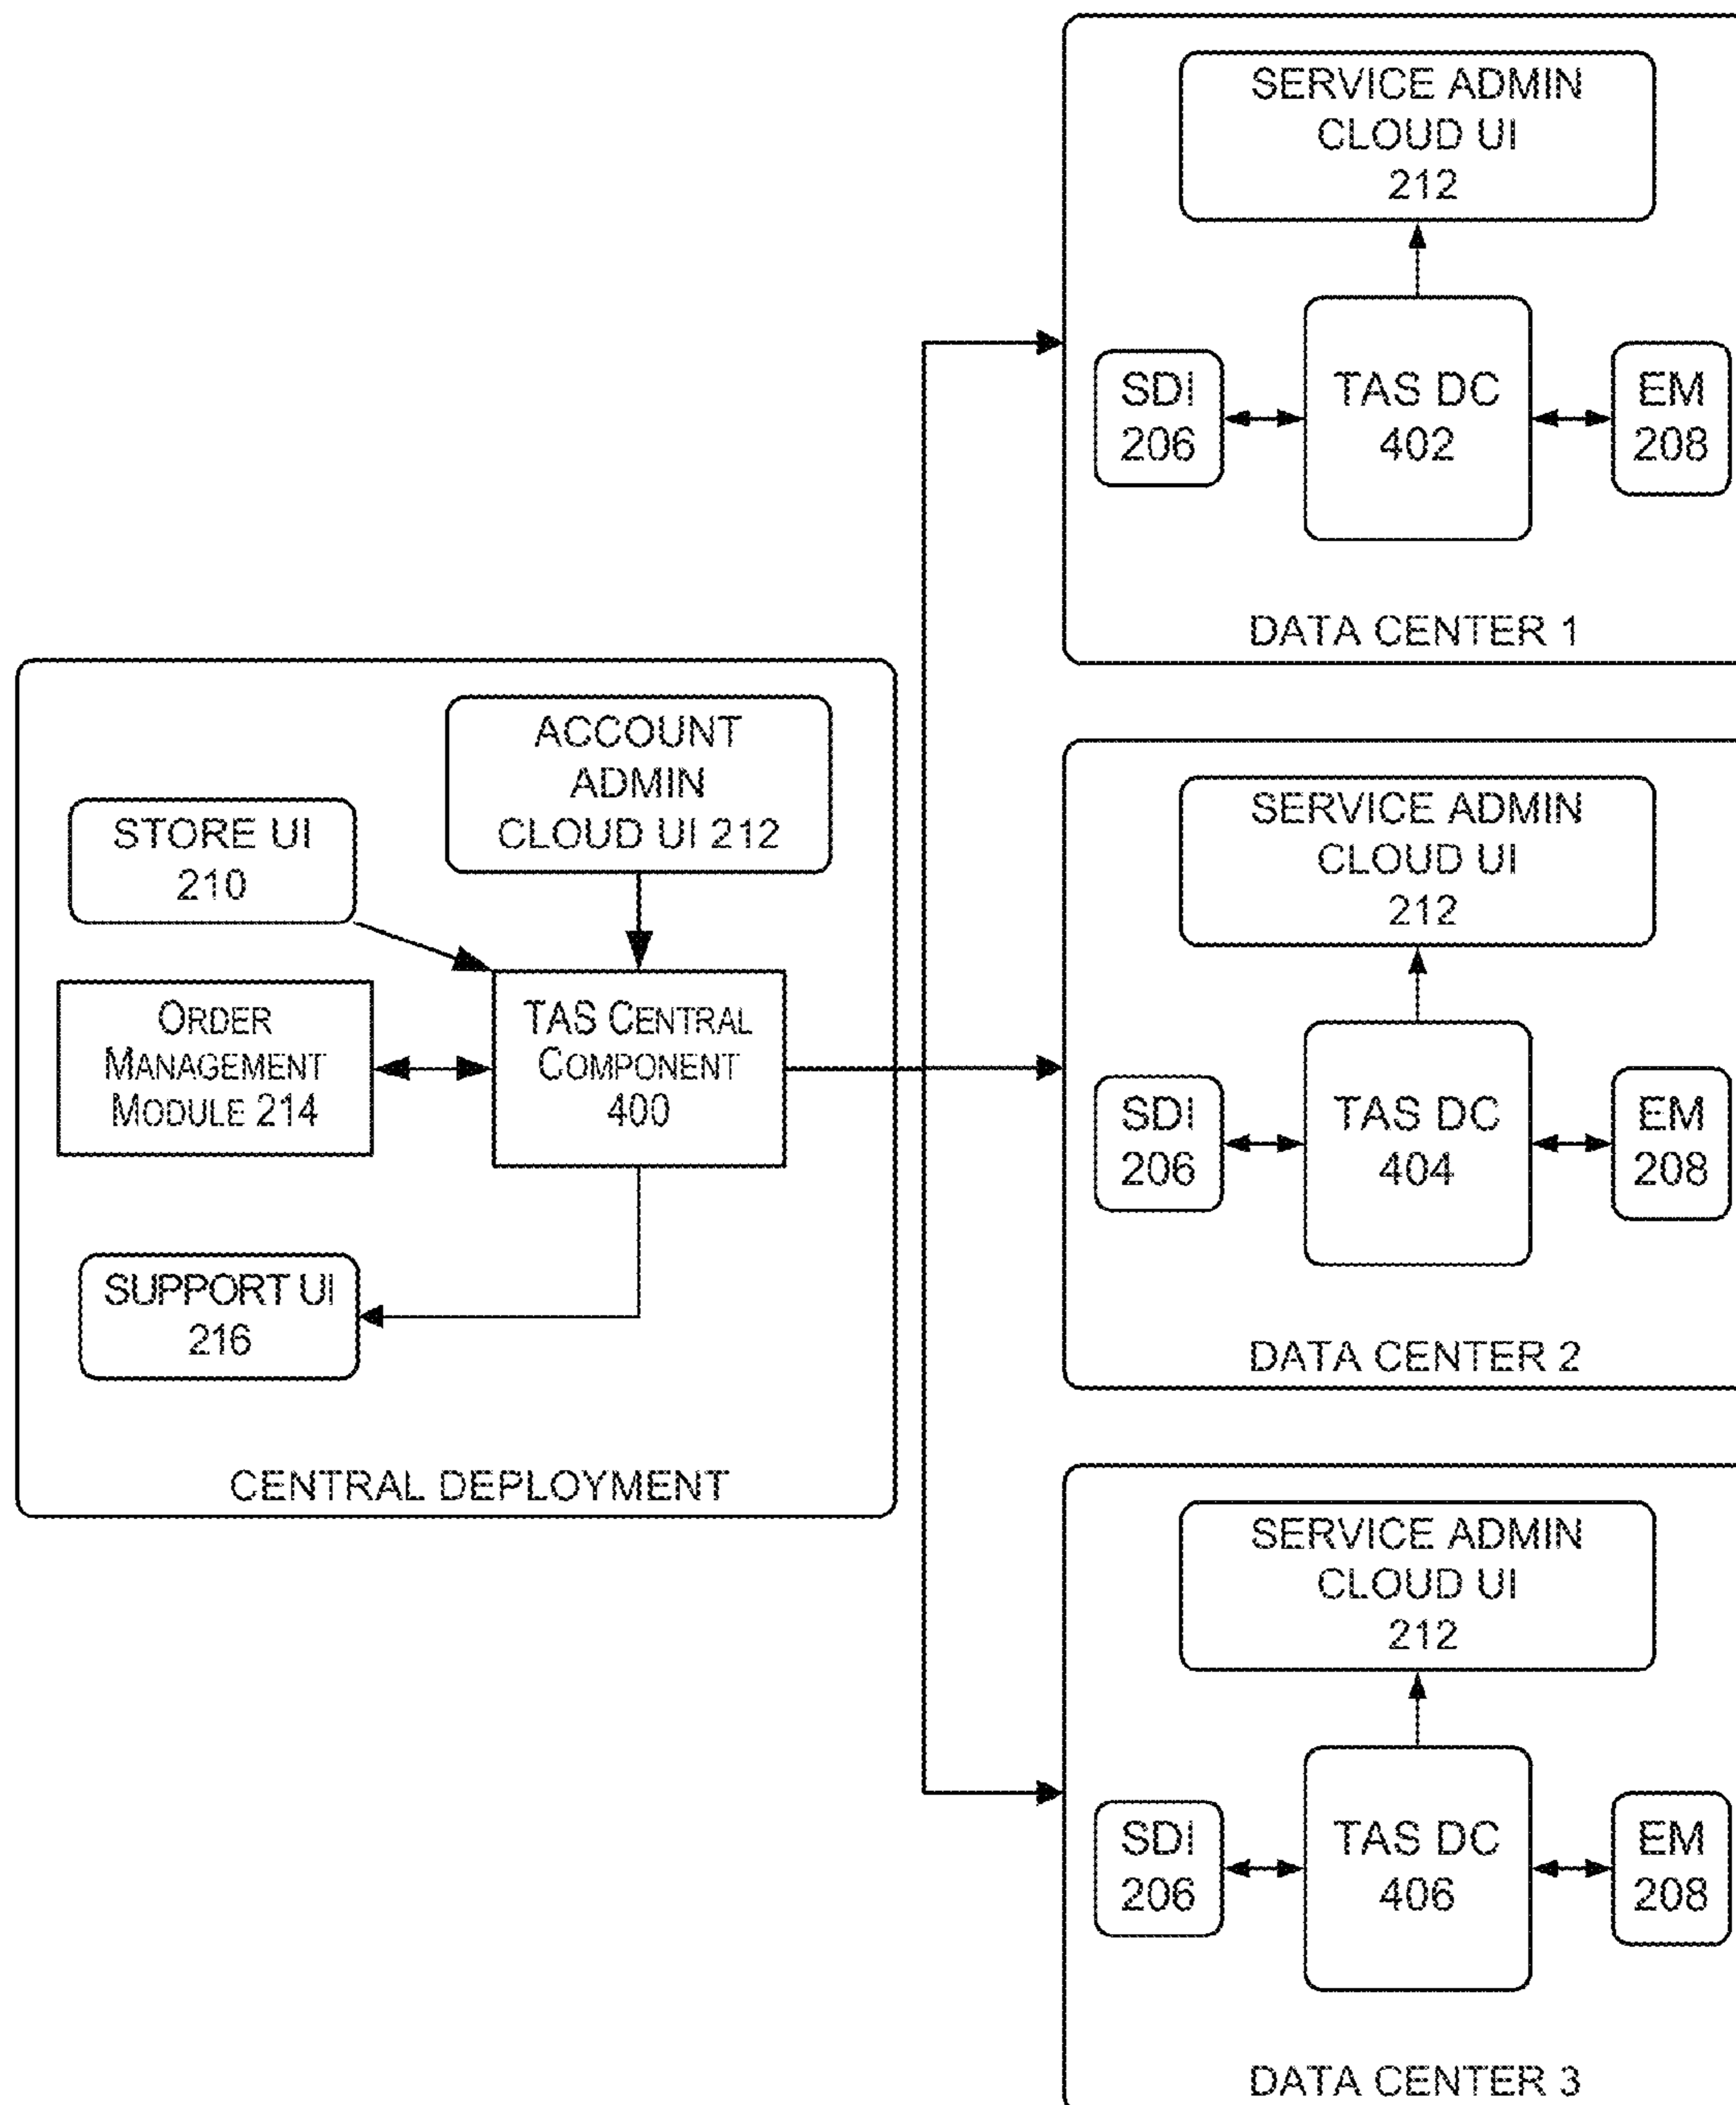 SERVICE ADMIN
CLOUD UI
212
SDI
206
TAS DC
402
EM
208
DATA CENTER 1
ACCOUNT
ADMIN
CLOUD UI 212
STORE UI
210
ORDER
MANAGEMENT
MODULE 214
TAS CENTRAL
COMPONENT
400
SUPPORT UI
216
CENTRAL DEPLOYMENT
SERVICE ADMIN
CLOUD UI
212
SDI
206
TAS DC
404
EM
208
DATA CENTER 2
SERVICE ADMIN
CLOUD UI
212
SDI
206
TAS DC
406
EM
208
DATA CENTER 3